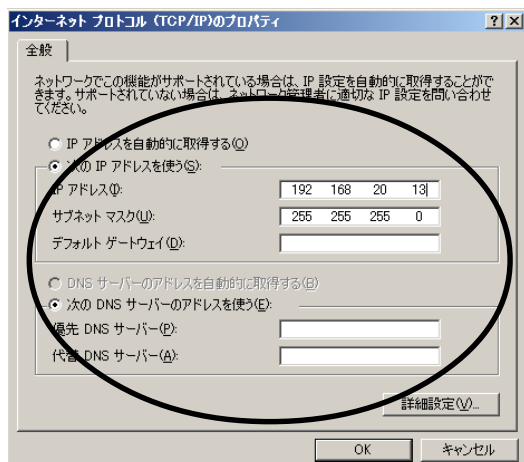 インターネット プロトコル (TCP/IP)のプロパティ
全般
ネットワークでこの機能がサポートされている場合は、IP 設定を自動的に取得することがで
きます。サポートされていない場合は、ネットワーク管理者に適切な IP 設定を問い合わせ
てください。
IP アドレスを自動的に取得する(O)
次の IP アドレスを使う(S):
IP アドレス(I): 192 168 20 13
サブネット マスク(U): 255 255 255 0
デフォルト ゲートウェイ(D):
DNS サーバーのアドレスを自動的に取得する(B)
次の DNS サーバーのアドレスを使う(E):
優先 DNS サーバー(P):
代替 DNS サーバー(A):
詳細設定(V)...
OK キャンセル